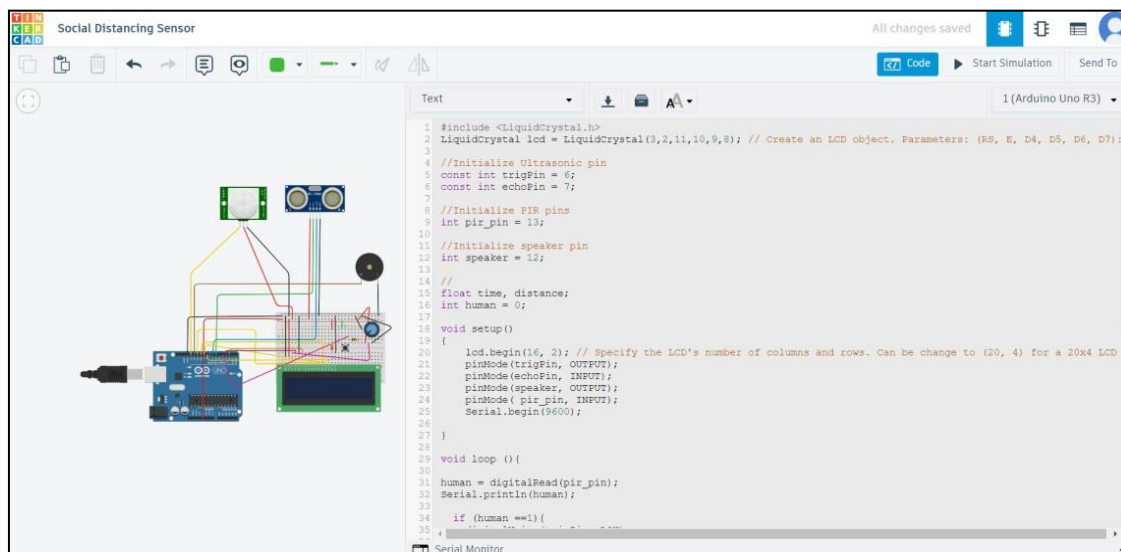 TIN
KER
CAD
Social Distancing Sensor
All changes saved
Code
Start Simulation
Send To
Text
AA
1 (Arduino Uno R3)
1 #include <LiquidCrystal.h>
2 LiquidCrystal lcd = LiquidCrystal(3,2,11,10,9,8); // Create an LCD object. Parameters: (RS, E, D4, D5, D6, D7):
3
4 //Initialize Ultrasonic pin
5 const int trigPin = 6;
6 const int echoPin = 7;
7
8 //Initialize PIR pins
9 int pir_pin = 13;
10
11 //Initialize speaker pin
12 int speaker = 12;
13
14 //
15 float time, distance;
16 int human = 0;
17
18 void setup()
19 {
20 lcd.begin(16, 2); // Specify the LCD's number of columns and rows. Can be change to (20, 4) for a 20x4 LCD
21 pinMode(trigPin, OUTPUT);
22 pinMode(echoPin, INPUT);
23 pinMode(speaker, OUTPUT);
24 pinMode( pir_pin, INPUT);
25 Serial.begin(9600);
26
27 }
28
29 void loop (){
30
31 human = digitalRead(pir_pin);
32 Serial.println(human);
33
34 if (human ==1){
35
Serial Monitor